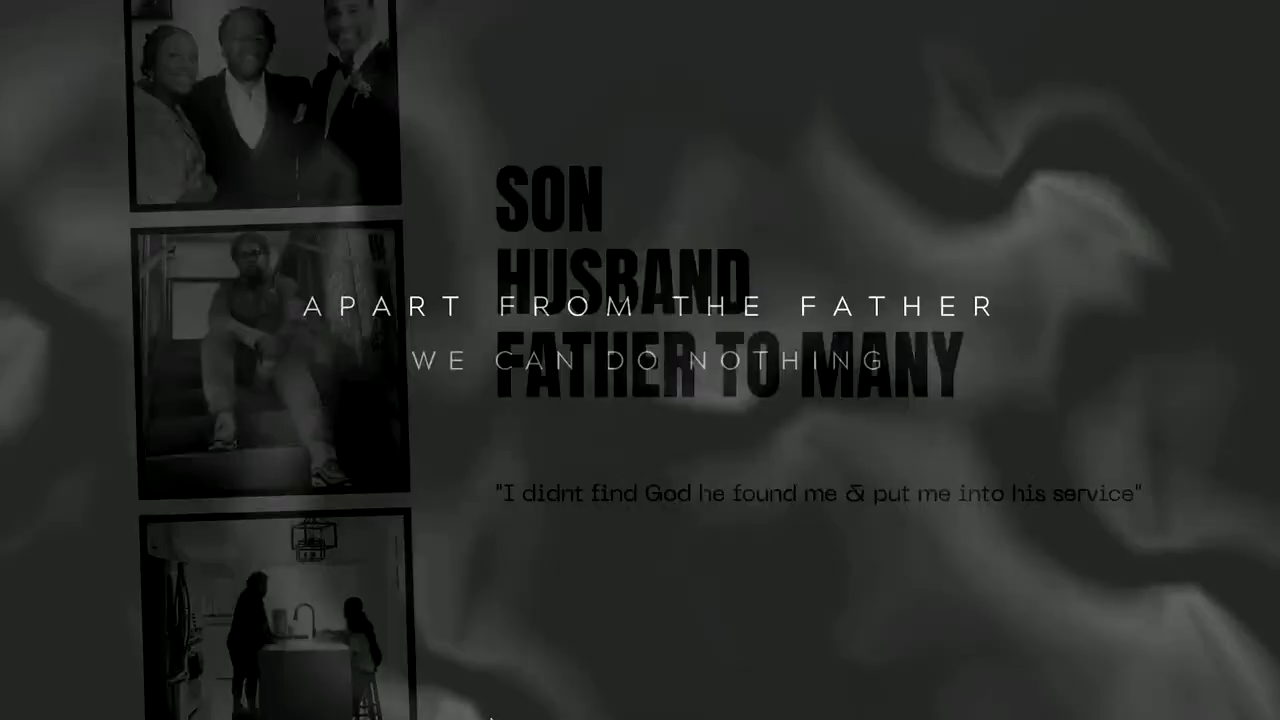 SON
HUSBAND
APART FROM THE FATHER
FATHER TO MANY
WE CAN DO NOTHING
"I didnt find God he found me & put me into his service"